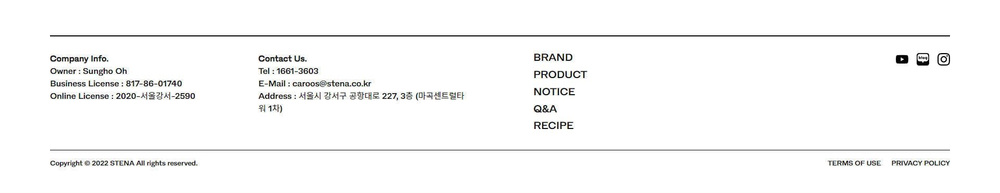 Company Info.
Owner : Sungho Oh
Business License : 817-86-01740
Online License : 2020-서울강서-2590
Contact Us.
Tel : 1661-3603
E-Mail : caroos@stena.co.kr
Address : 서울시 강서구 공항대로 227, 3층 (마곡센트럴타
워 1차)
BRAND
PRODUCT
NOTICE
Q&A
RECIPE
blog
Copyright © 2022 STENA All rights reserved.
TERMS OF USE
PRIVACY POLICY